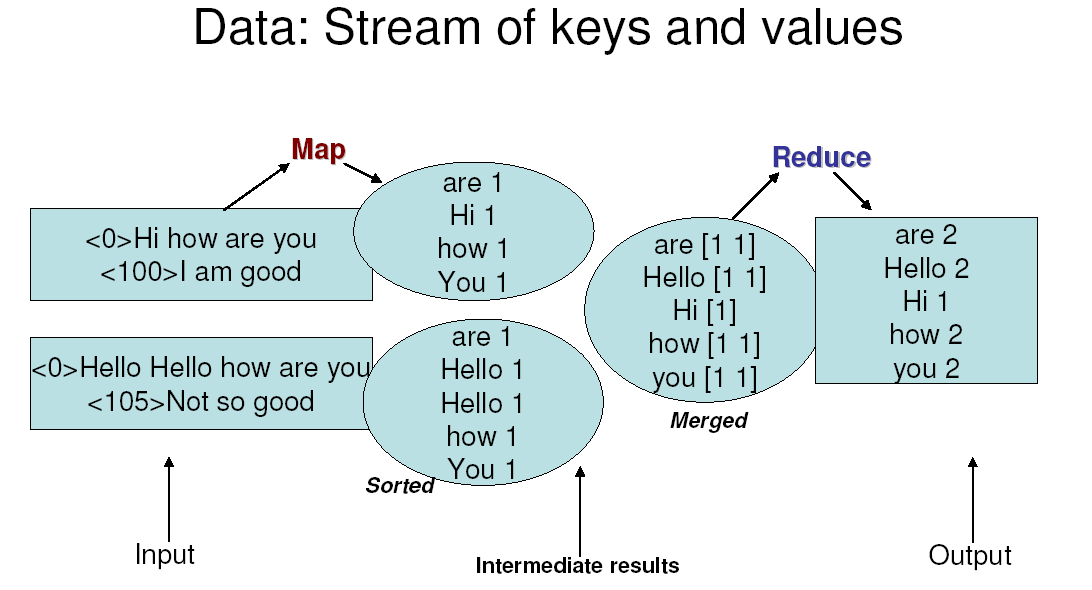 Data: Stream of keys and values
Map
<0>Hi how are you
<100>I am good
are 1
Hi 1
how 1
You 1
<0>Hello Hello how are you
<105>Not so good
are 1
Hello 1
Hello 1
how 1
You 1
Sorted
Reduce
are [1 1]
Hello [1 1]
Hi [1]
how [1 1]
you [1 1]
Merged
are 2
Hello 2
Hi 1
how 2
you 2
Input
Intermediate results
Output